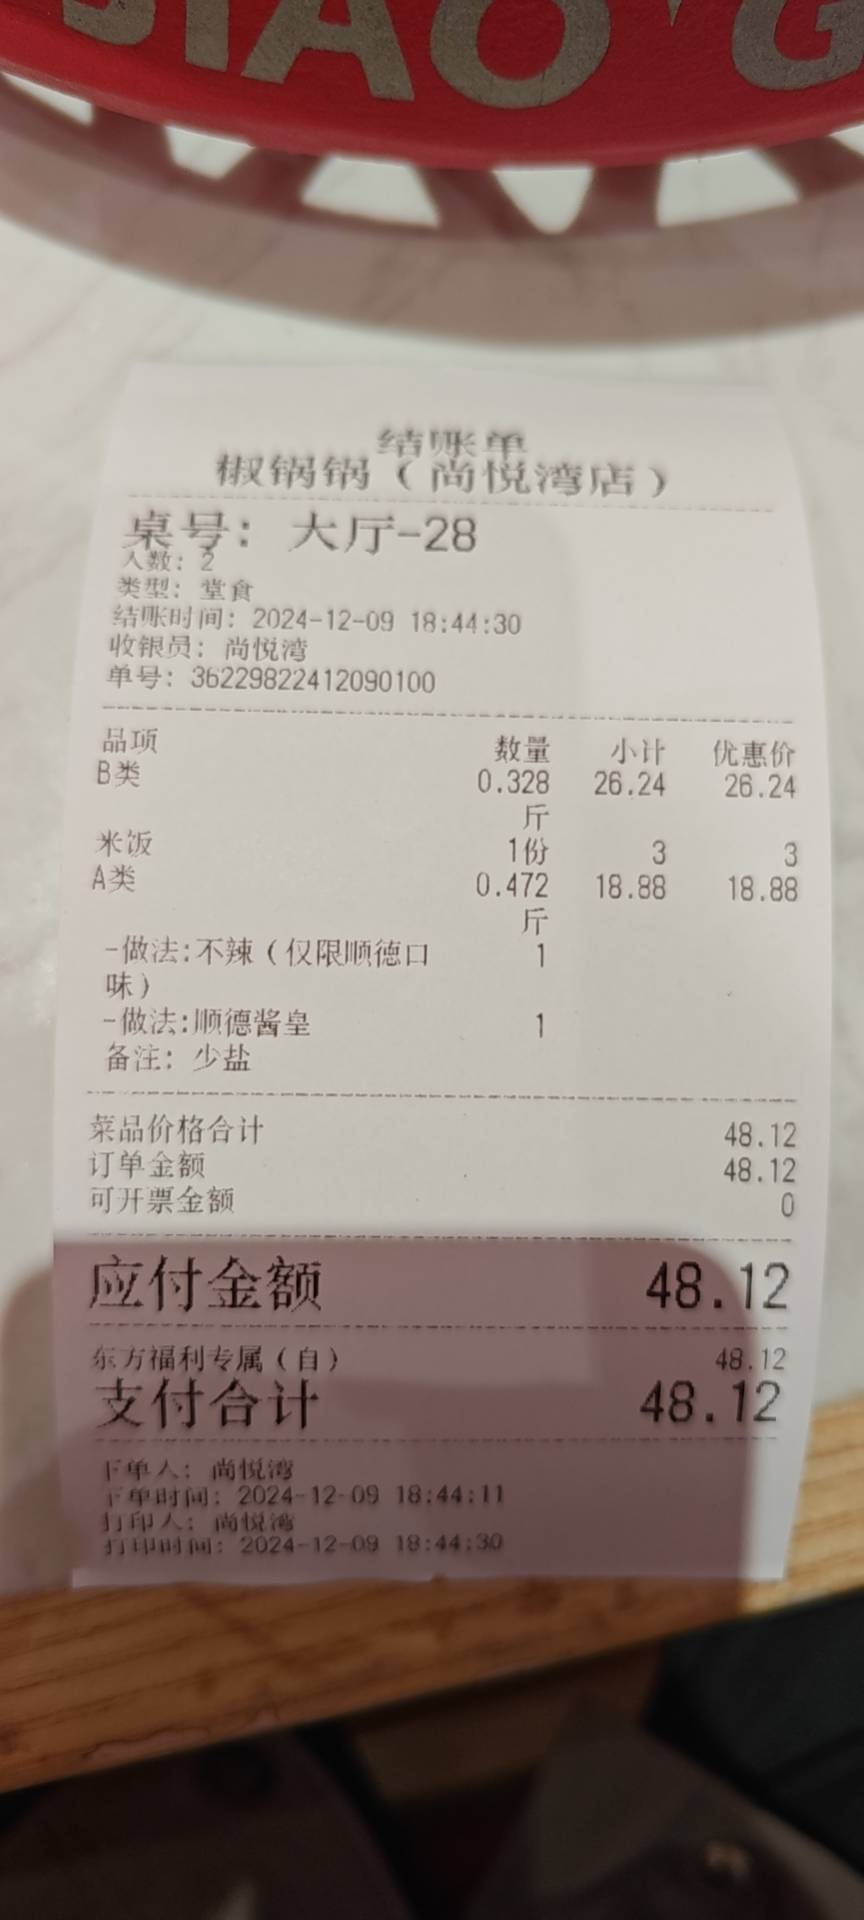 JIAO'G
结账单
椒锅锅（尚悦湾店）
桌号：大厅-28
人数：2
类型：堂食
结账时间：2024-12-09 18:44:30
收银员：尚悦湾
单号：36229822412090100
品项 数量 小计 优惠价
B类 0.328 26.24 26.24
斤
米饭 1份 3 3
A类 0.472 18.88 18.88
斤
-做法:不辣（仅限顺德口 1
味）
-做法:顺德酱皇 1
备注：少盐
菜品价格合计 48.12
订单金额 48.12
可开票金额 0
应付金额 48.12
东方福利专属（自） 48.12
支付合计 48.12
下单人：尚悦湾
下单时间：2024-12-09 18:44:11
打印人：尚悦湾
打印时间：2024-12-09 18:44:30